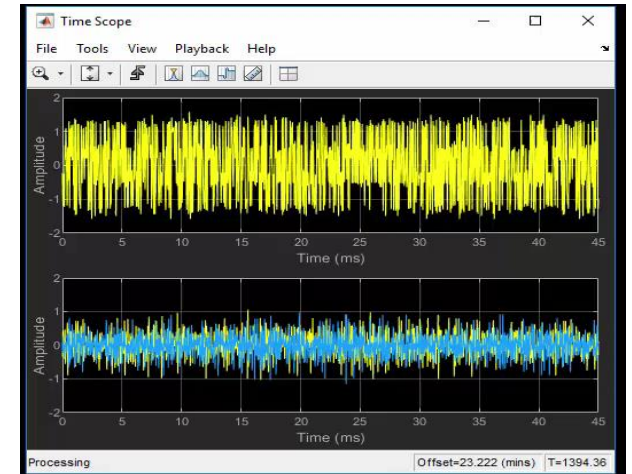 Time Scope
File Tools View Playback Help
2
1
0
-1
-2
Amplitude
0 5 10 15 20 25 30 35 40 45
Time (ms)
2
1
0
-1
-2
Amplitude
0 5 10 15 20 25 30 35 40 45
Time (ms)
Processing Offset=23.222 (mins) T=1394.36